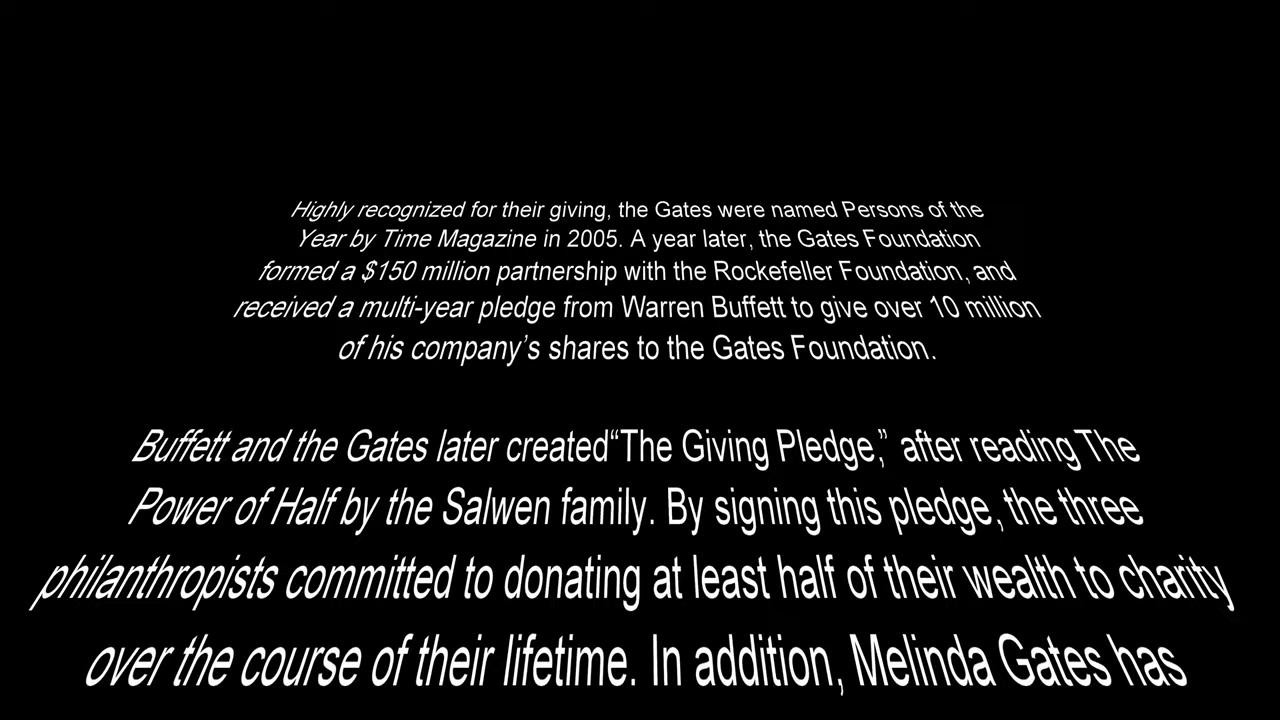 Highly recognized for their giving, the Gates were named Persons of the
Year by Time Magazine in 2005. A year later, the Gates Foundation
formed a $150 million partnership with the Rockefeller Foundation, and
received a multi-year pledge from Warren Buffett to give over 10 million
of his company’s shares to the Gates Foundation.
Buffett and the Gates later created“The Giving Pledge,” after reading The
Power of Half by the Salwen family. By signing this pledge, the three
philanthropists committed to donating at least half of their wealth to charity
over the course of their lifetime. In addition, Melinda Gates has